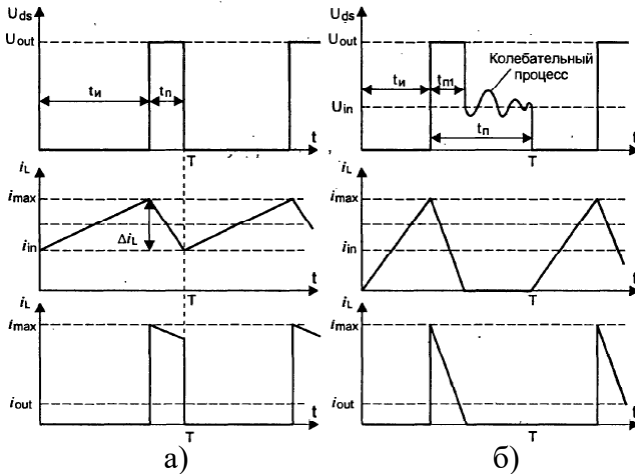 Uds
Uout
tи
tп
t
T
iL
imax
iin
ΔiL
t
T
iL
imax
iout
t
T
а)
Uds
Uout
tи
tп1
Колебательный
процесс
Uin
tп
t
T
iL
imax
iin
t
T
iL
imax
iout
t
T
б)